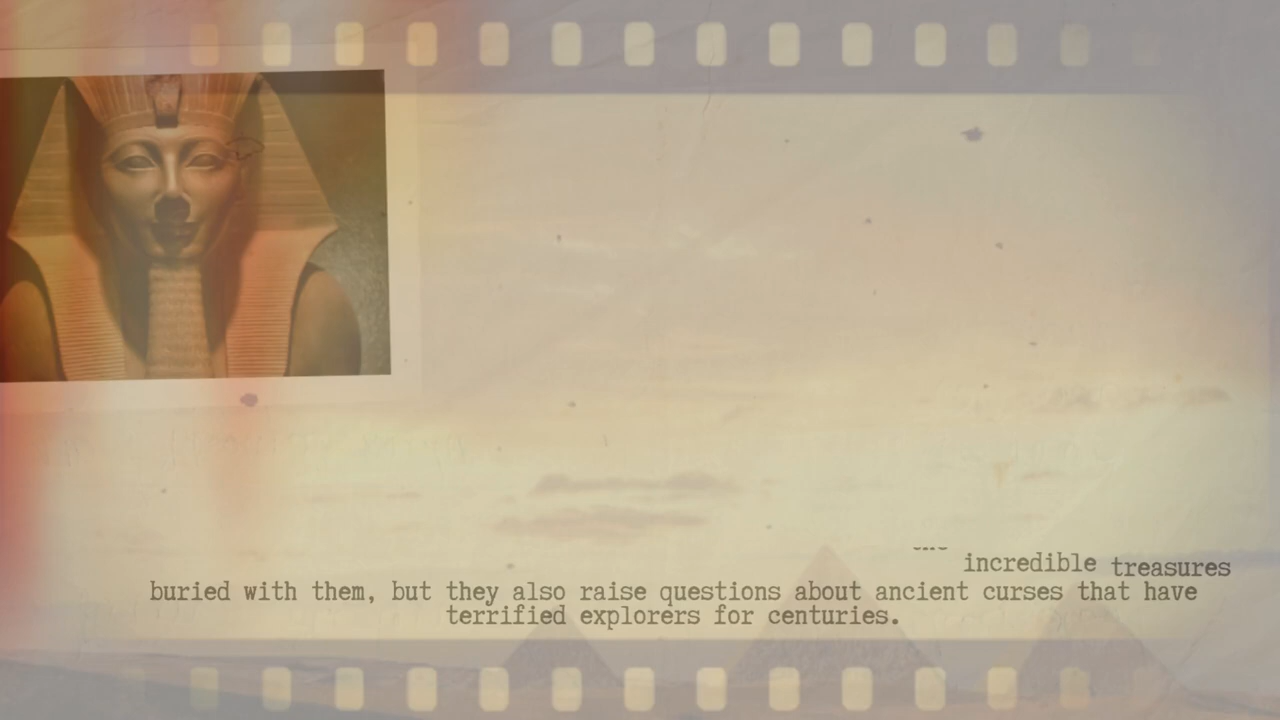 incredible treasures
buried with them, but they also raise questions about ancient curses that have
terrified explorers for centuries.